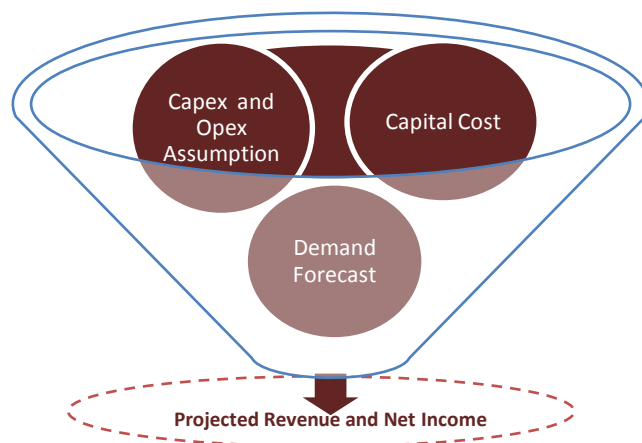 Capex and
Opex
Assumption
Capital Cost
Demand
Forecast
Projected Revenue and Net Income